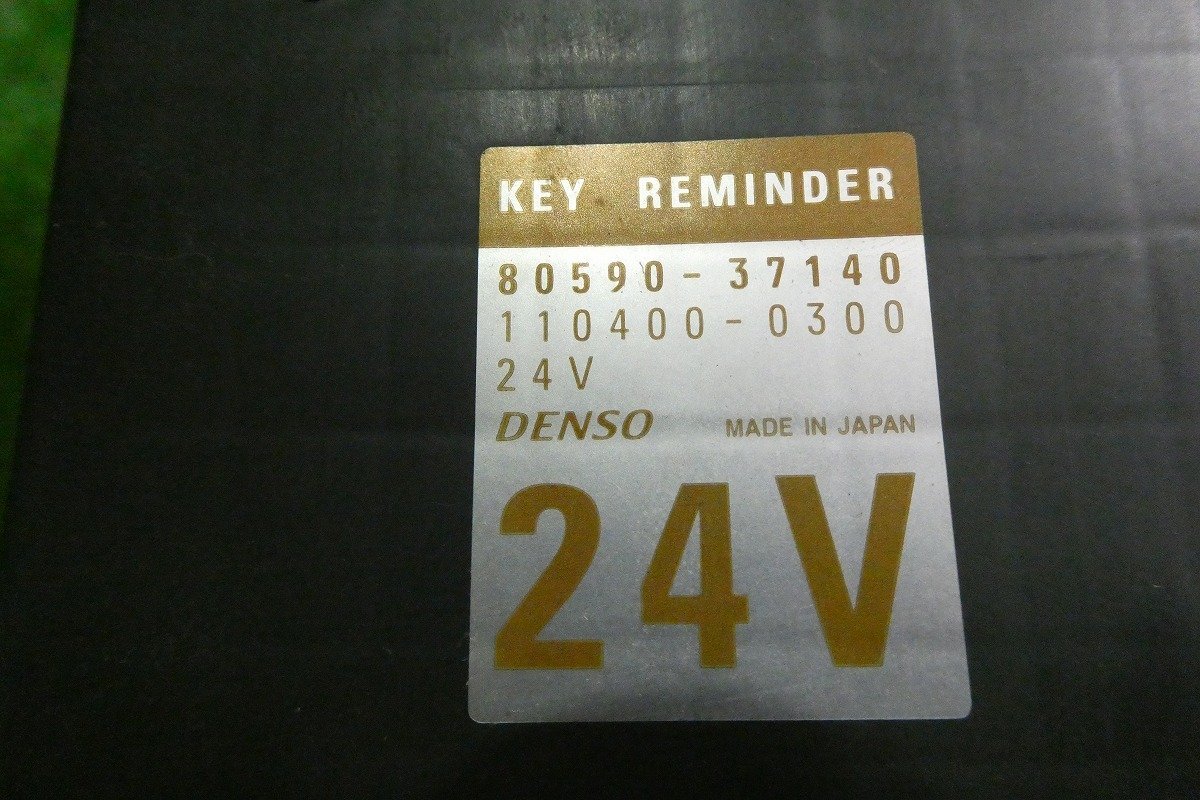 KEY REMINDER
80590-37140
110400-0300
24V
DENSO MADE IN JAPAN
24V